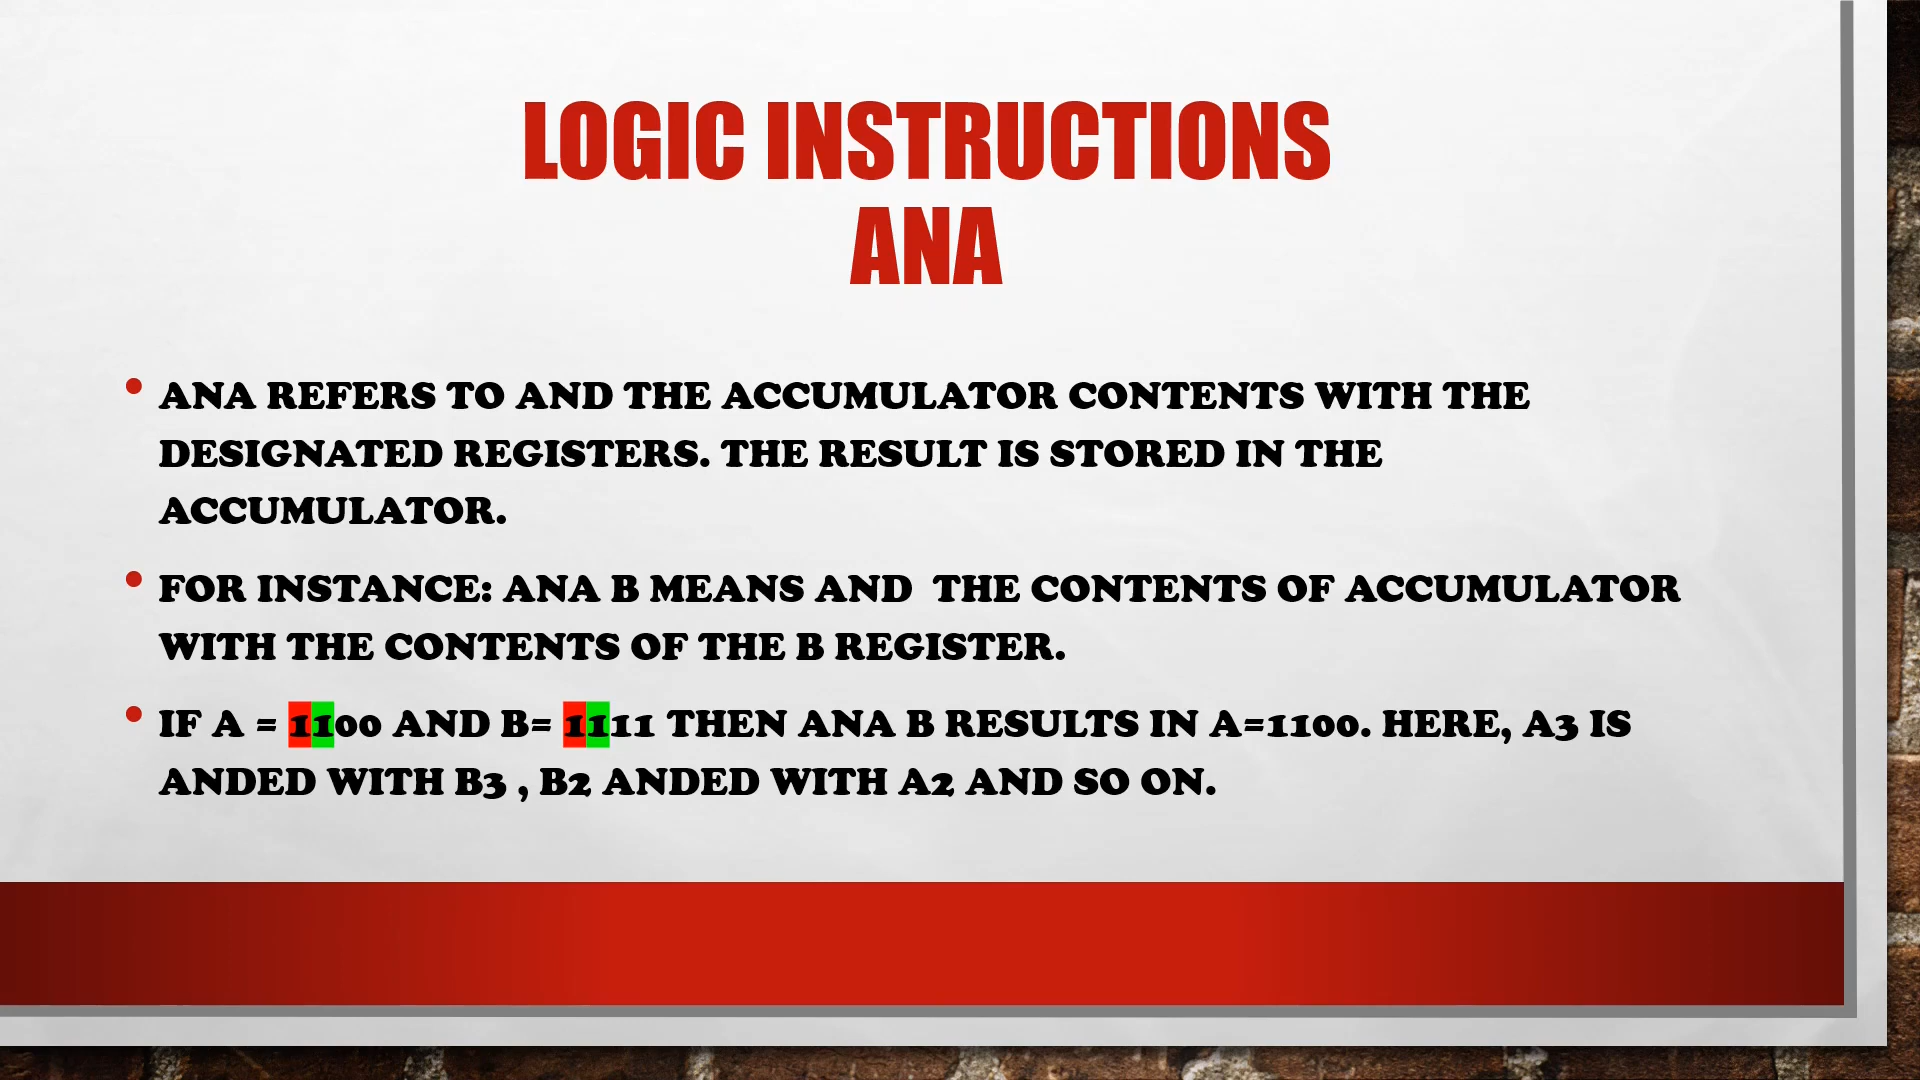 LOGIC INSTRUCTIONS
ANA
• ANA REFERS TO AND THE ACCUMULATOR CONTENTS WITH THE
DESIGNATED REGISTERS. THE RESULT IS STORED IN THE
ACCUMULATOR.
• FOR INSTANCE: ANA B MEANS AND  THE CONTENTS OF ACCUMULATOR
WITH THE CONTENTS OF THE B REGISTER.
• IF A = 1100 AND B= 1111 THEN ANA B RESULTS IN A=1100. HERE, A3 IS
ANDED WITH B3 , B2 ANDED WITH A2 AND SO ON.